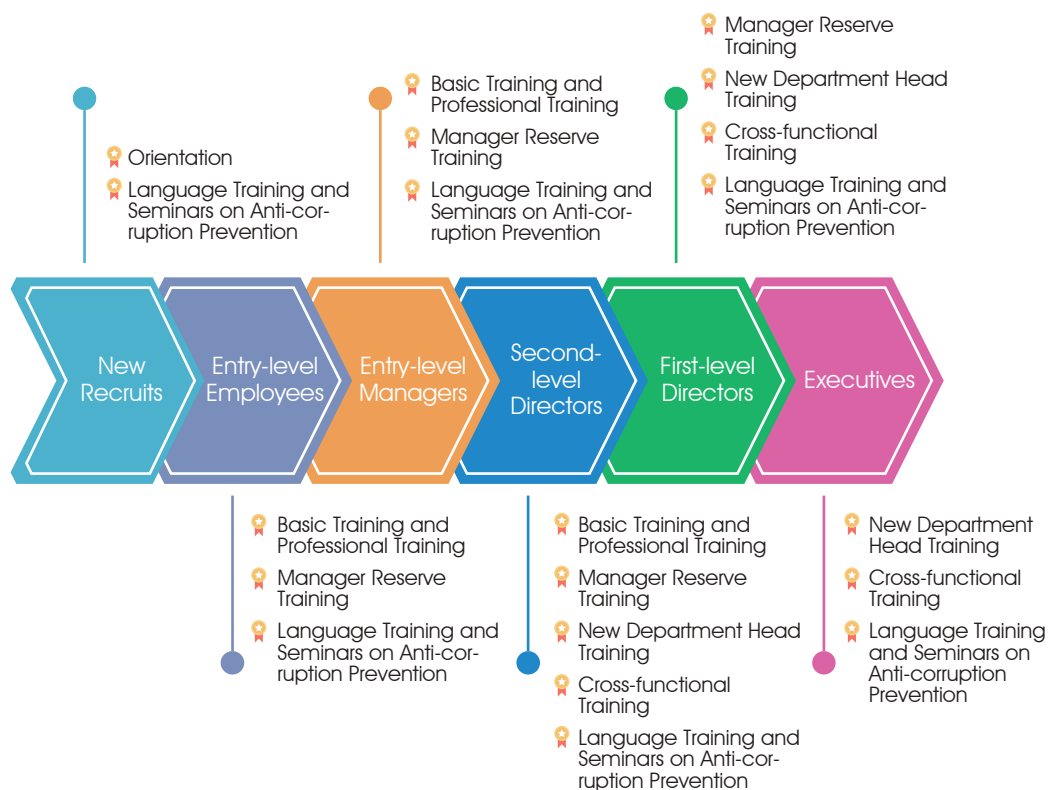 Orientation
Language Training and
Seminars on Anti-cor-
ruption Prevention
Basic Training and
Professional Training
Manager Reserve
Training
Language Training and
Seminars on Anti-cor-
ruption Prevention
Manager Reserve
Training
New Department Head
Training
Cross-functional
Training
Language Training and
Seminars on Anti-cor-
ruption Prevention
New
Recruits
Entry-level
Employees
Entry-level
Managers
Second-
level
Directors
First-level
Directors
Executives
Basic Training and
Professional Training
Manager Reserve
Training
Language Training and
Seminars on Anti-cor-
ruption Prevention
Basic Training and
Professional Training
Manager Reserve
Training
New Department Head
Training
Cross-functional
Training
Language Training and
Seminars on Anti-cor-
ruption Prevention
New Department
Head Training
Cross-functional
Training
Language Training
and Seminars on
Anti-corruption
Prevention